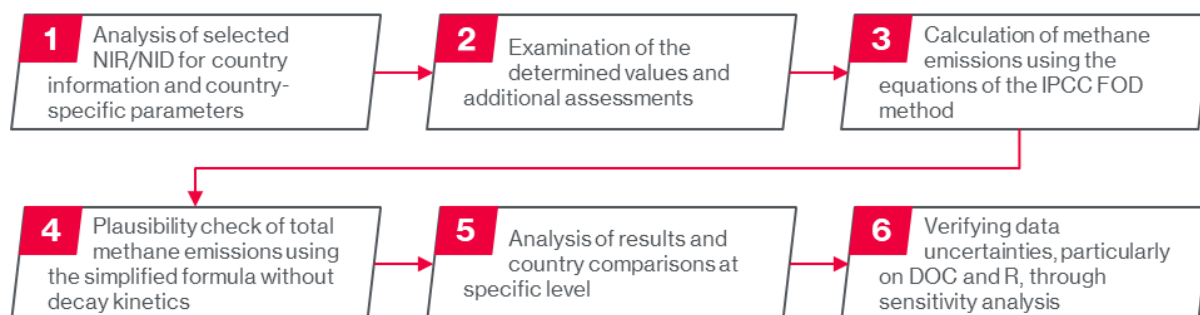 1 Analysis of selected
NIR/NID for country
information and country-
specific parameters
2 Examination of the
determined values and
additional assessments
3 Calculation of methane
emissions using the
equations of the IPCC FOD
method
4 Plausibility check of total
methane emissions using
the simplified formula without
decay kinetics
5 Analysis of results and
country comparisons at
specific level
6 Verifying data
uncertainties, particularly
on DOC and R, through
sensitivity analysis